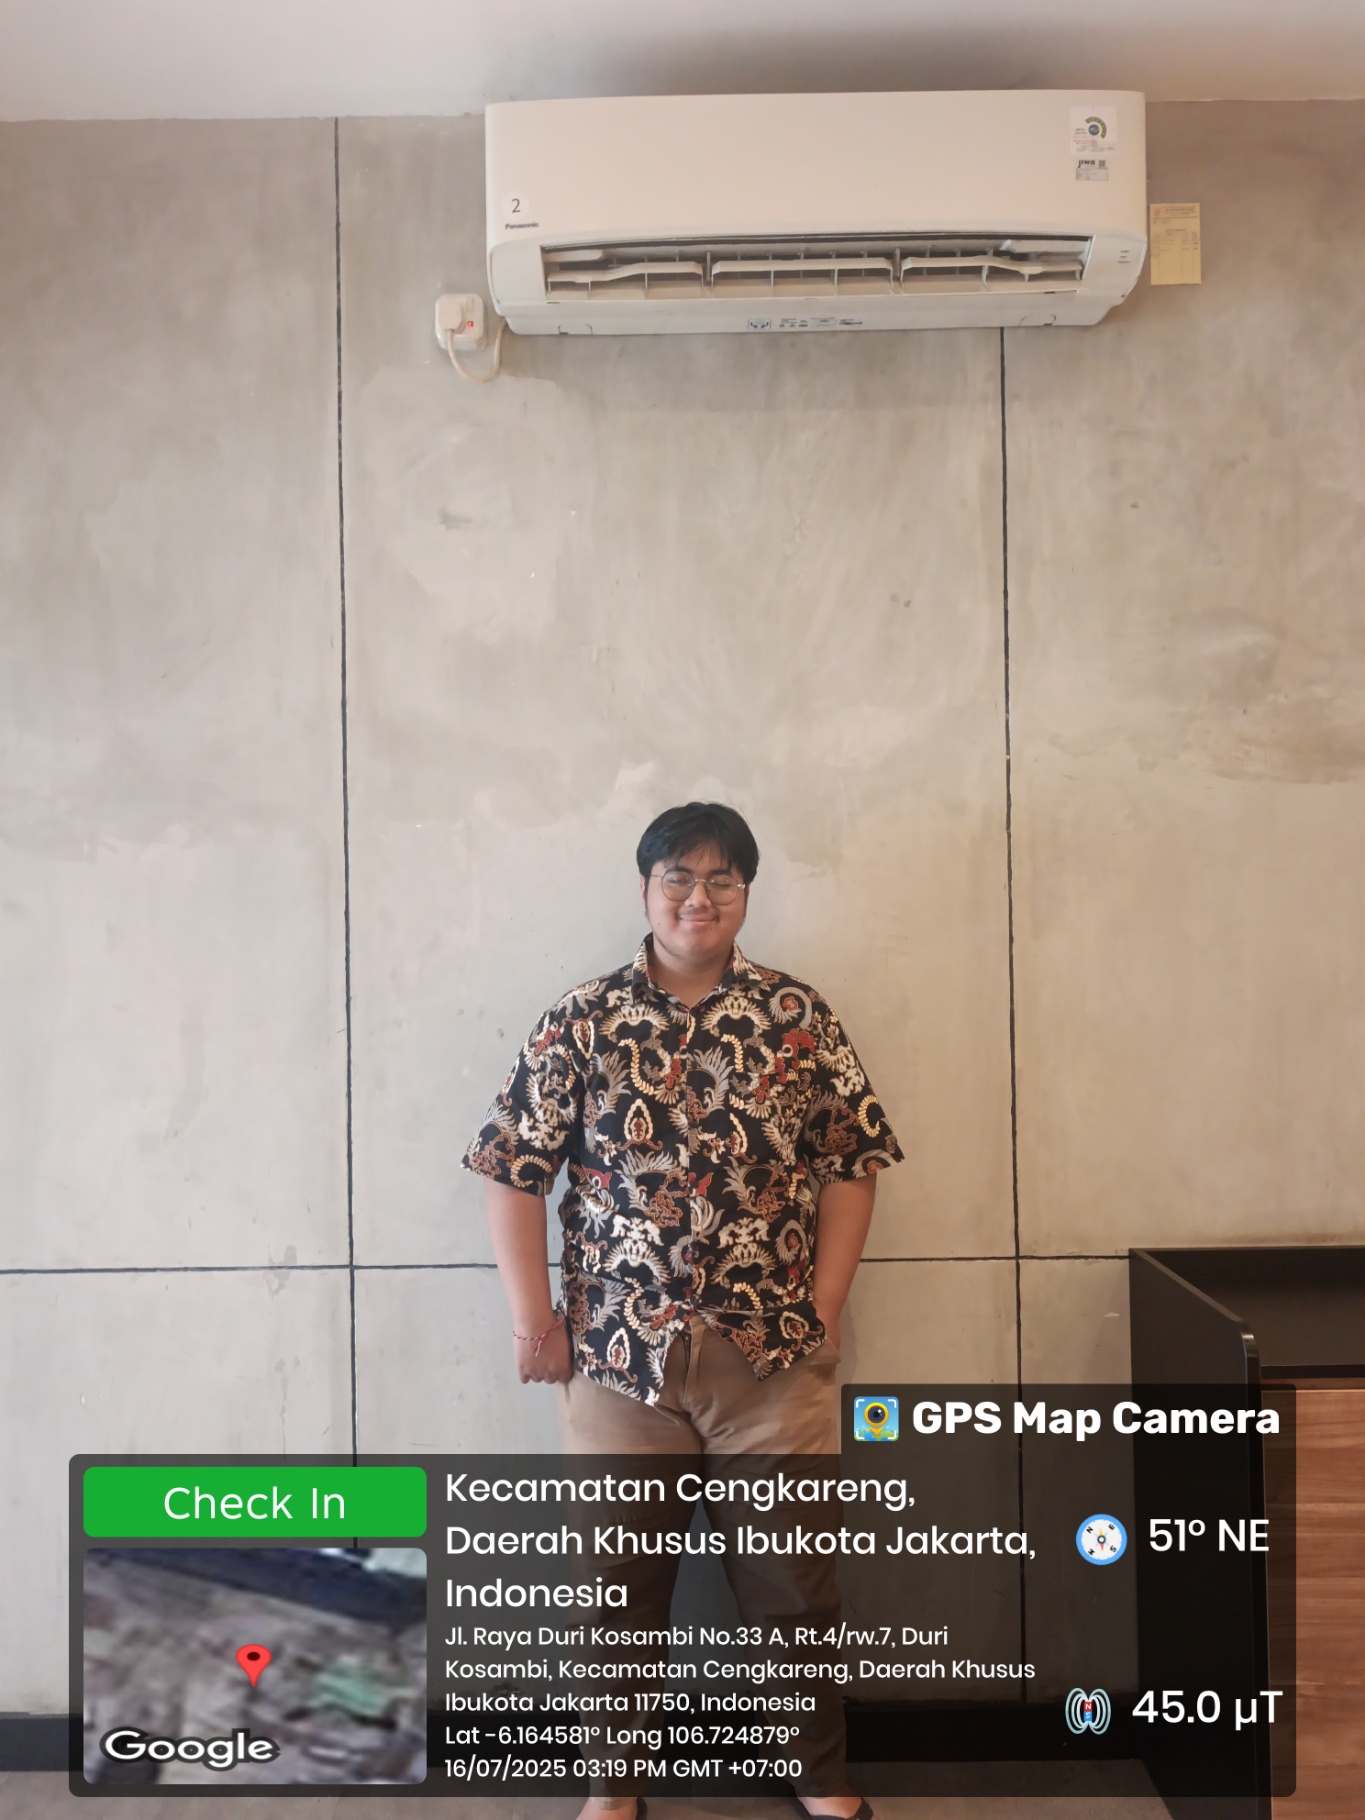 2
Panasonic
jiwa
GPS Map Camera
Check In
Google
Kecamatan Cengkareng,
Daerah Khusus Ibukota Jakarta,
Indonesia
Jl. Raya Duri Kosambi No.33 A, Rt.4/rw.7, Duri
Kosambi, Kecamatan Cengkareng, Daerah Khusus
Ibukota Jakarta 11750, Indonesia
Lat -6.164581° Long 106.724879°
16/07/2025 03:19 PM GMT +07:00
51° NE
45.0 µT